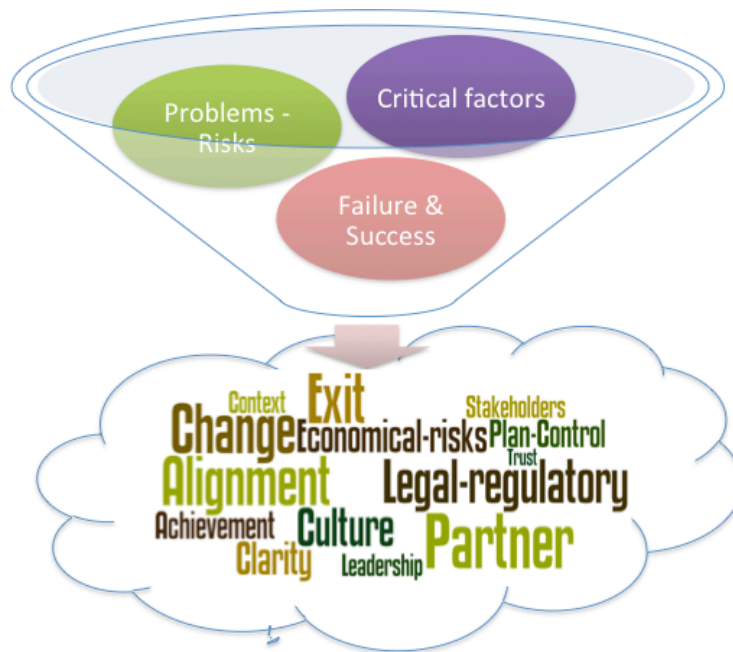 Critical factors
Problems -
Risks
Failure &
Success
Exit
Context
Stakeholders
Change
Economical-risks
Plan-Control
Trust
Alignment
Legal-regulatory
Achievement
Culture
Partner
Clarity
Leadership